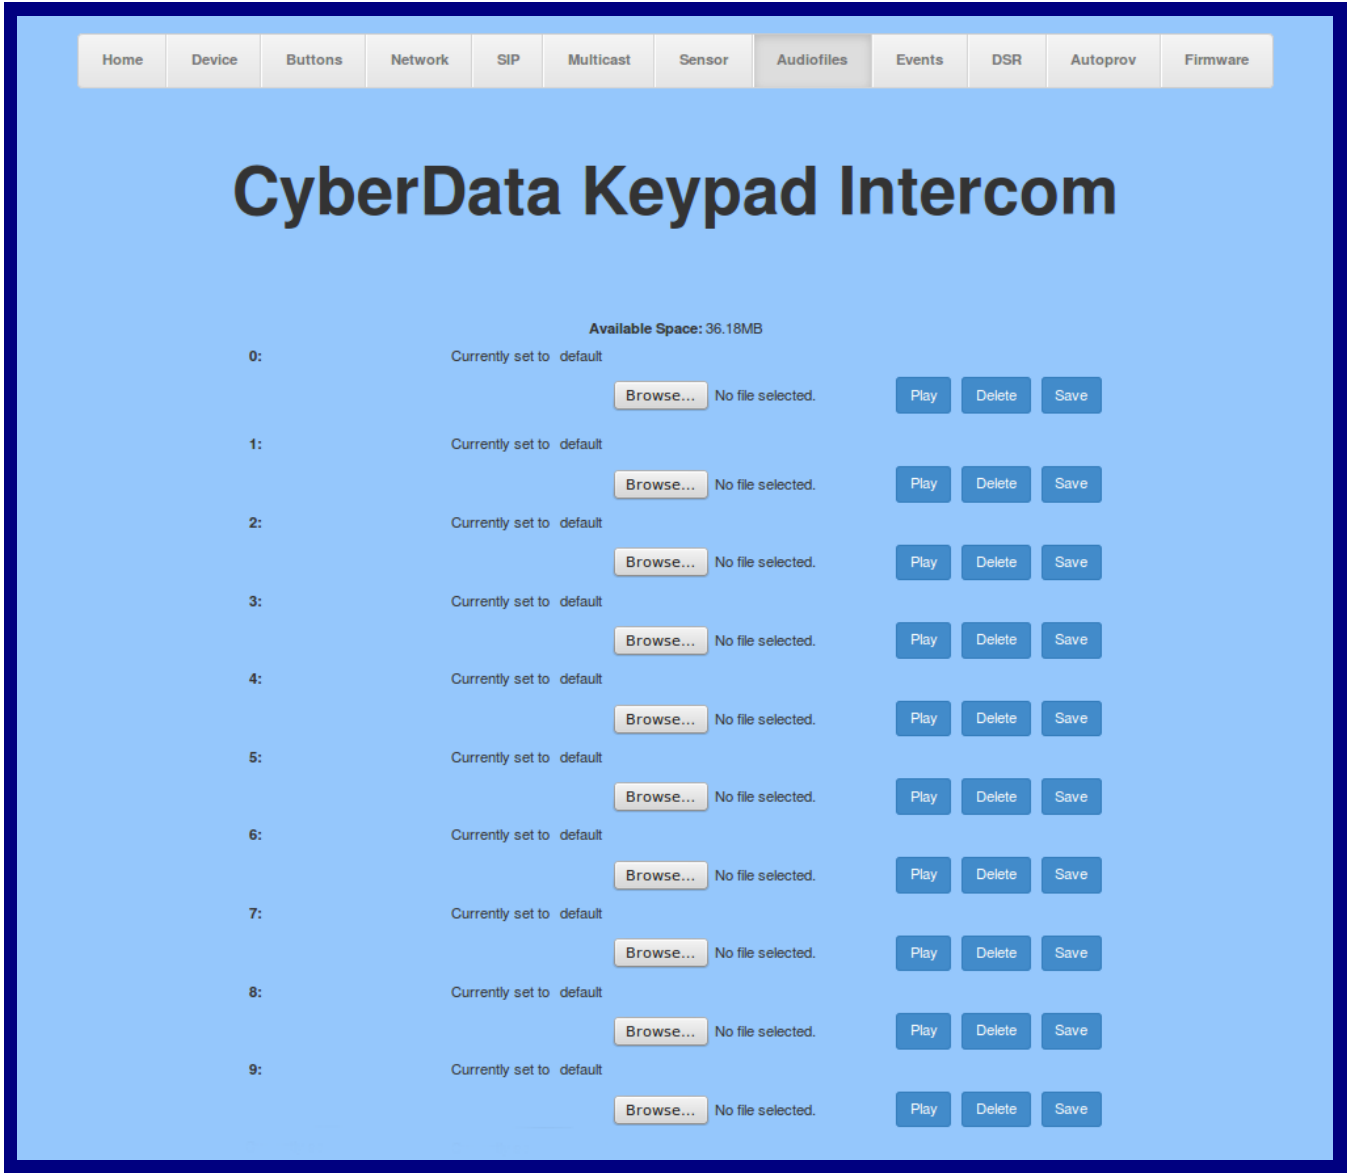 Home Device Buttons Network SIP Multicast Sensor Audiofiles Events DSR Autoprov Firmware
CyberData Keypad Intercom
Available Space: 36.18MB
0: Currently set to default
Browse... No file selected. Play Delete Save
1: Currently set to default
Browse... No file selected. Play Delete Save
2: Currently set to default
Browse... No file selected. Play Delete Save
3: Currently set to default
Browse... No file selected. Play Delete Save
4: Currently set to default
Browse... No file selected. Play Delete Save
5: Currently set to default
Browse... No file selected. Play Delete Save
6: Currently set to default
Browse... No file selected. Play Delete Save
7: Currently set to default
Browse... No file selected. Play Delete Save
8: Currently set to default
Browse... No file selected. Play Delete Save
9: Currently set to default
Browse... No file selected. Play Delete Save